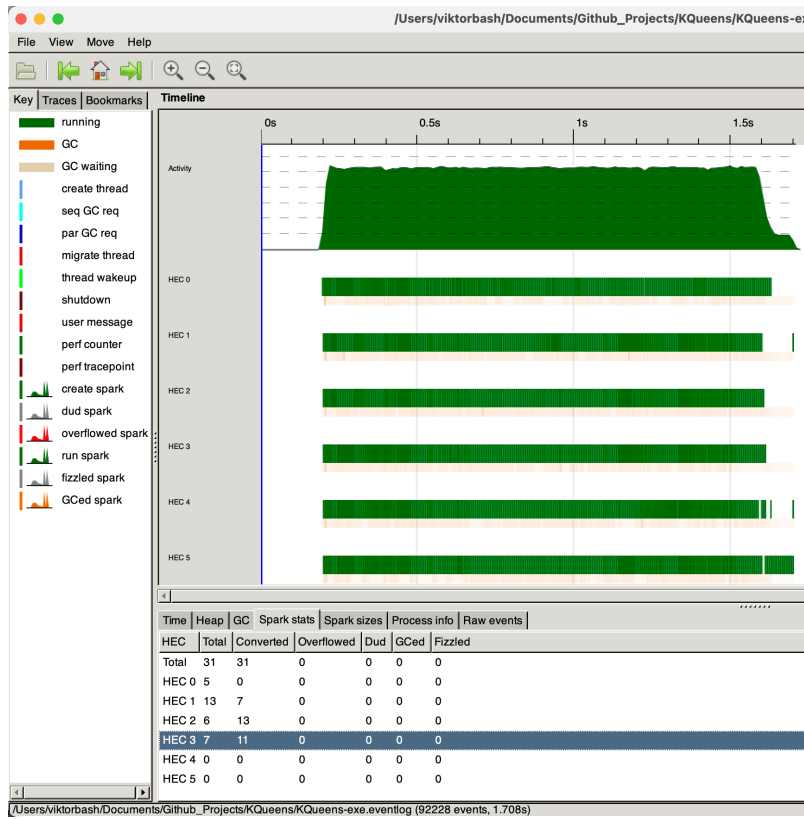 /Users/viktorbash/Documents/Github_Projects/KQueens/KQueens-ex
File View Move Help
Key Traces Bookmarks
Timeline
running
GC
GC waiting
create thread
seq GC req
par GC req
migrate thread
thread wakeup
shutdown
user message
perf counter
perf tracepoint
create spark
dud spark
overflowed spark
run spark
fizzled spark
GCed spark
0s 0.5s 1s 1.5s
Activity
HEC 0
HEC 1
HEC 2
HEC 3
HEC 4
HEC 5
Time Heap GC Spark stats Spark sizes Process info Raw events
HEC Total Converted Overflowed Dud GCed Fizzled
Total 31 31 0 0 0 0
HEC 0 5 0 0 0 0 0
HEC 1 13 7 0 0 0 0
HEC 2 6 13 0 0 0 0
HEC 3 7 11 0 0 0 0
HEC 4 0 0 0 0 0 0
HEC 5 0 0 0 0 0 0
/Users/viktorbash/Documents/Github_Projects/KQueens/KQueens-exe.eventlog (92228 events, 1.708s)